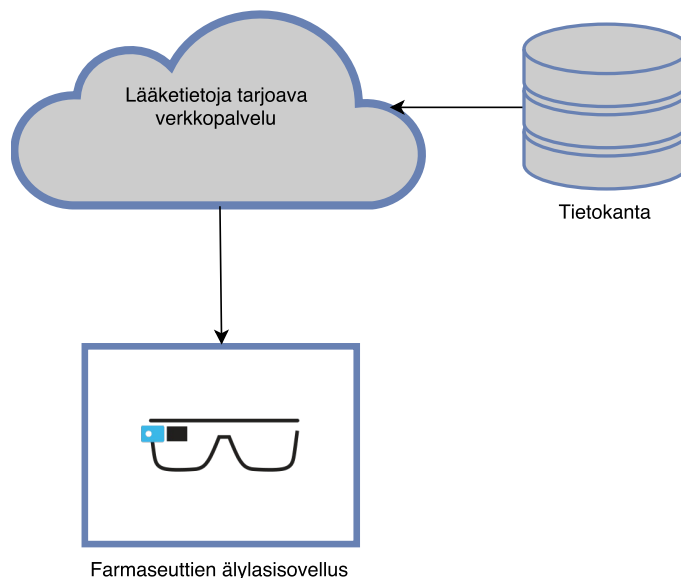 Lääketietoja tarjoava
verkkopalvelu
Tietokanta
Farmaseuttien älylasisovellus